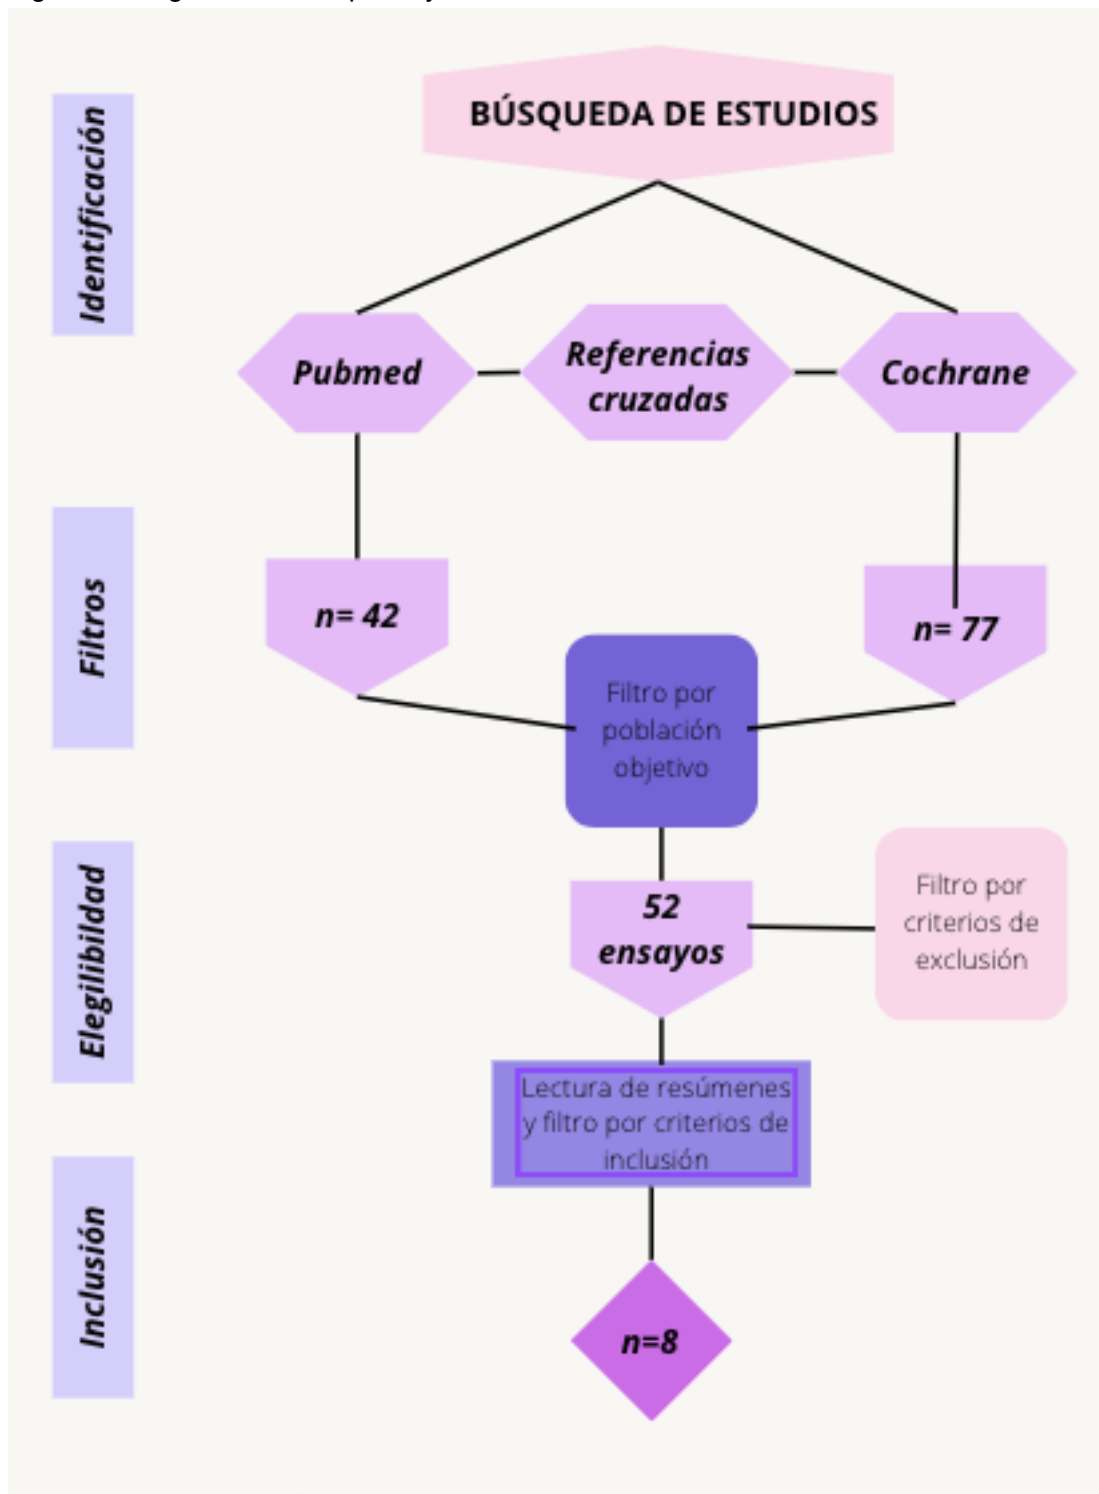 BÚSQUEDA DE ESTUDIOS
Identificación
Pubmed
Referencias
cruzadas
Cochrane
Filtros
n= 42
n= 77
Filtro por
población
objetivo
Elegilibildad
52
ensayos
Filtro por
criterios de
exclusión
Lectura de resúmenes
y filtro por criterios de
inclusión
Inclusión
n=8